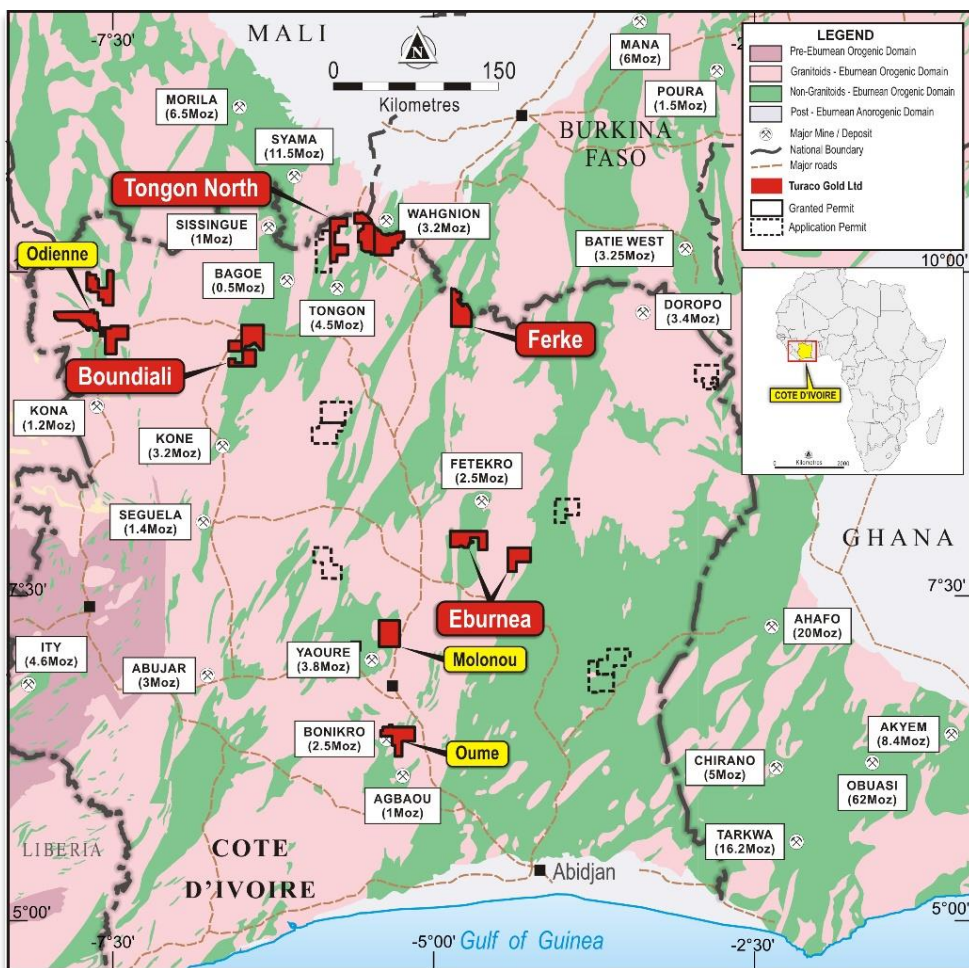 -7°30'
MALI
N
0
150
Kilometres
MANA
(6Moz)
POURA
(1.5Moz)
BURKINA
FASO
LEGEND
Pre-Eburnean Orogenic Domain
Granitoids - Eburnean Orogenic Domain
Non-Granitoids - Eburnean Orogenic Domain
Post - Eburnean Anorogenic Domain
Major Mine / Deposit
National Boundary
Major roads
Turaco Gold Ltd
Granted Permit
Application Permit
MORILA
(6.5Moz)
SYAMA
(11.5Moz)
Tongon North
SISSINGUE
(1Moz)
WAHGNION
(3.2Moz)
Odienne
BAGOE
(0.5Moz)
BATIE WEST
(3.25Moz)
10°00'
TONGON
(4.5Moz)
DOROPO
(3.4Moz)
Ferke
Boundiali
COTE D'IVOIRE
0
Kilometres
2000
KONA
(1.2Moz)
KONE
(3.2Moz)
FETEKRO
(2.5Moz)
SEGUELA
(1.4Moz)
GHANA
7°30'
7°30'
Eburnea
AHAFO
(20Moz)
ITY
(4.6Moz)
ABUJAR
(3Moz)
YAOURE
(3.8Moz)
Molonou
BONIKRO
(2.5Moz)
Oume
AKYEM
(8.4Moz)
CHIRANO
(5Moz)
OBUASI
(62Moz)
AGBAOU
(1Moz)
TARKWA
(16.2Moz)
LIBERIA
COTE
D'IVOIRE
Abidjan
5°00'
5°00'
-7°30'
-5°00'
Gulf of Guinea
-2°30'